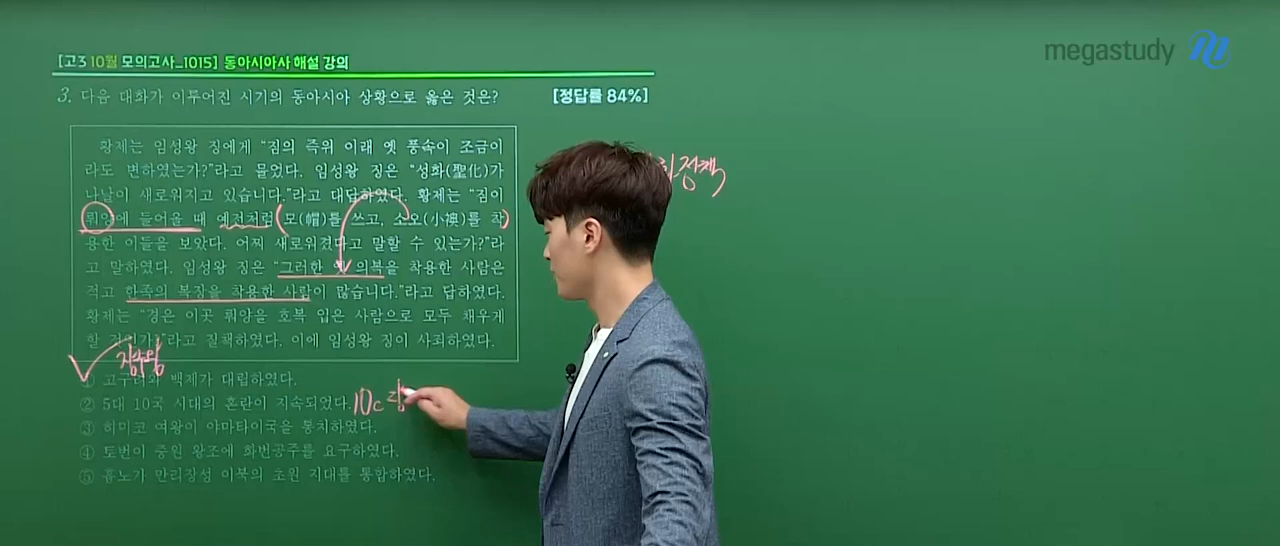 megastudy
[고3 10월 모의고사_1015] 동아시아사 해설 강의
3. 다음 대화가 이루어진 시기의 동아시아 상황으로 옳은 것은? [정답률 84%]
정책
황제는 임성왕 징에게 “짐의 즉위 이래 옛 풍속이 조금이
라도 변하였는가?”라고 물었다. 임성왕 징은 “성화(聖化)가
나날이 새로워지고 있습니다.”라고 대답하였다. 황제는 “짐이
뤄양에 들어올 때 예전처럼 모(帽)를 쓰고, 소오(小襖)를 착
용한 이들을 보았다. 어찌 새로워졌다고 말할 수 있는가?”라
고 말하였다. 임성왕 징은 “그러한 옛 의복을 착용한 사람은
적고 한족의 복장을 착용한 사람이 많습니다.”라고 답하였다.
황제는 “경은 이곳 뤄양을 호복 입은 사람으로 모두 채우게
할 것인가?”라고 질책하였다. 이에 임성왕 징이 사죄하였다.
장수왕
① 고구려와 백제가 대립하였다.
② 5대 10국 시대의 혼란이 지속되었다. 10c
③ 히미코 여왕이 야마타이국을 통치하였다.
④ 토번이 중원 왕조에 화번공주를 요구하였다.
⑤ 흉노가 만리장성 이북의 초원 지대를 통합하였다.